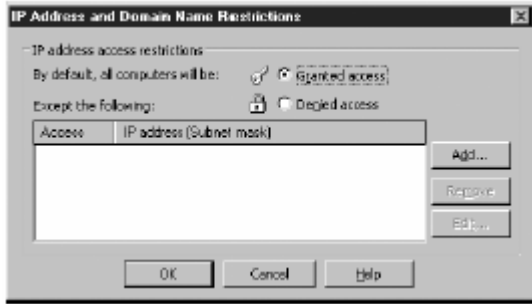 IP Address and Domain Name Restrictions
IP address access restrictions
By default, all computers will be:
Granted access
Except the following:
Denied access
Access
IP address (Subnet mask)
Add...
Remove
Edit...
OK
Cancel
Help